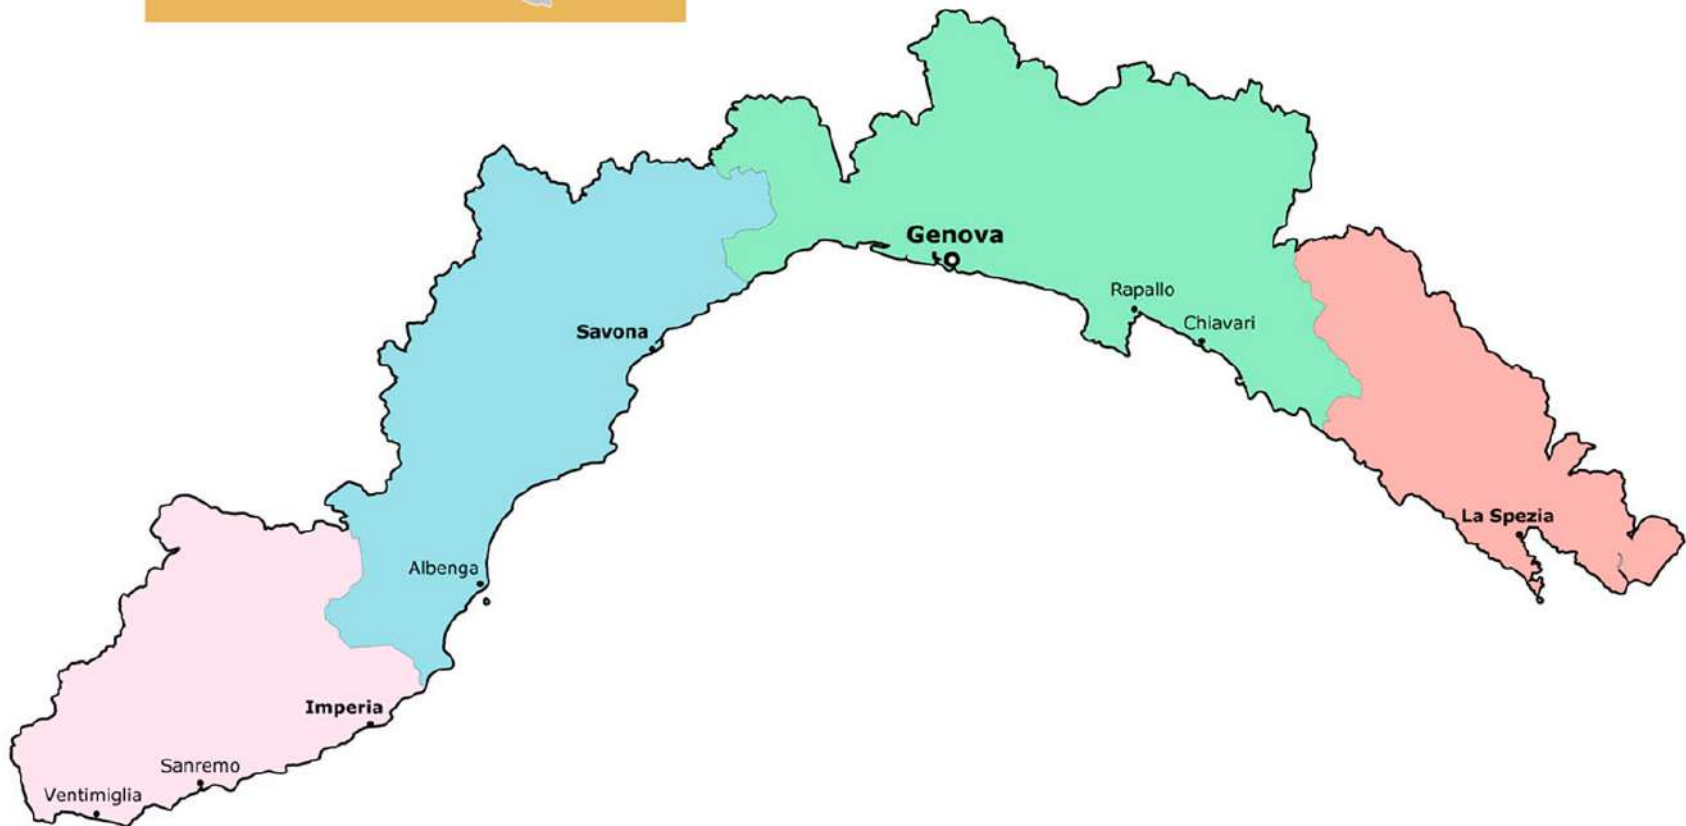 Genova
Rapallo
Chiavari
Savona
La Spezia
Albenga
Imperia
Sanremo
Ventimiglia